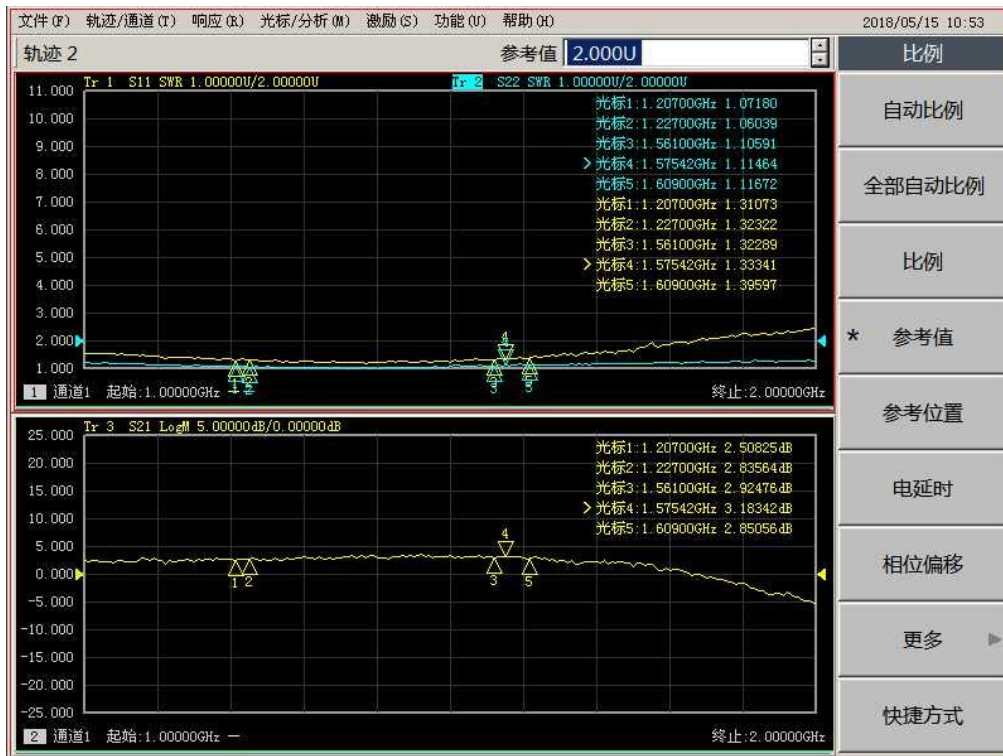 文件(F) 轨迹/通道(T) 响应(R) 光标/分析(M) 激励(S) 功能(U) 帮助(H) 2018/05/15 10:53
轨迹 2 参考值 2.000U
比例
自动比例
全部自动比例
比例
* 参考值
参考位置
电延时
相位偏移
更多
快捷方式
Tr 1 S11 SWR 1.00000U/2.00000U Tr 2 S22 SWR 1.00000U/2.00000U
11.000
10.000
9.000
8.000
7.000
6.000
5.000
4.000
3.000
2.000
1.000
光标1:1.20700GHz 1.07180
光标2:1.22700GHz 1.06039
光标3:1.56100GHz 1.10591
>光标4:1.57542GHz 1.11464
光标5:1.60900GHz 1.11672
光标1:1.20700GHz 1.31073
光标2:1.22700GHz 1.32322
光标3:1.56100GHz 1.32289
>光标4:1.57542GHz 1.33341
光标5:1.60900GHz 1.39597
4
1 2 3 5
1 通道1 起始:1.00000GHz 终止:2.00000GHz
Tr 3 S21 LogM 5.00000dB/0.00000dB
25.000
20.000
15.000
10.000
5.000
0.000
-5.000
-10.000
-15.000
-20.000
-25.000
光标1:1.20700GHz 2.50825dB
光标2:1.22700GHz 2.83564dB
光标3:1.56100GHz 2.92476dB
>光标4:1.57542GHz 3.18342dB
光标5:1.60900GHz 2.85056dB
4
1 2 3 5
2 通道1 起始:1.00000GHz — 终止:2.00000GHz